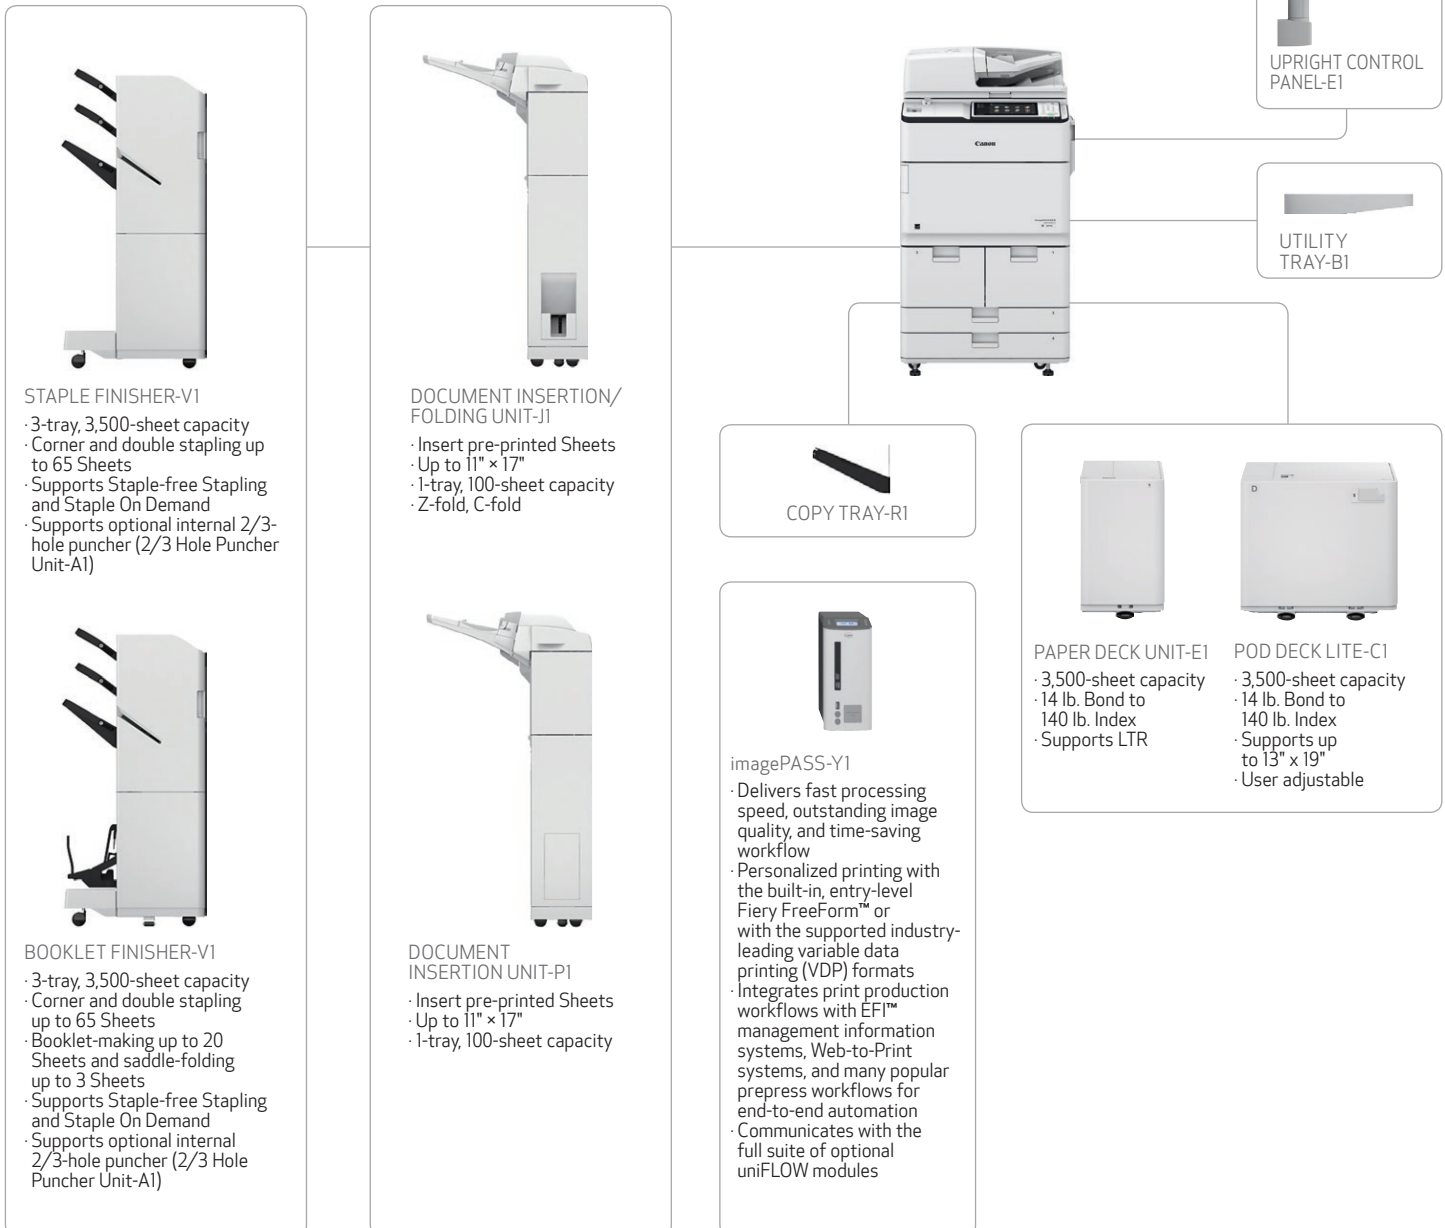 UPRIGHT CONTROL
PANEL-E1
Canon
UTILITY
TRAY-B1
STAPLE FINISHER-V1
· 3-tray, 3,500-sheet capacity
· Corner and double stapling up
to 65 Sheets
· Supports Staple-free Stapling
and Staple On Demand
· Supports optional internal 2/3-
hole puncher (2/3 Hole Puncher
Unit-A1)
BOOKLET FINISHER-V1
· 3-tray, 3,500-sheet capacity
· Corner and double stapling
up to 65 Sheets
· Booklet-making up to 20
Sheets and saddle-folding
up to 3 Sheets
· Supports Staple-free Stapling
and Staple On Demand
· Supports optional internal
2/3-hole puncher (2/3 Hole
Puncher Unit-A1)
DOCUMENT INSERTION/
FOLDING UNIT-J1
· Insert pre-printed Sheets
· Up to 11" × 17"
· 1-tray, 100-sheet capacity
· Z-fold, C-fold
DOCUMENT
INSERTION UNIT-P1
· Insert pre-printed Sheets
· Up to 11" × 17"
· 1-tray, 100-sheet capacity
COPY TRAY-R1
imagePASS-Y1
· Delivers fast processing
speed, outstanding image
quality, and time-saving
workflow
· Personalized printing with
the built-in, entry-level
Fiery FreeForm™ or
with the supported industry-
leading variable data
printing (VDP) formats
· Integrates print production
workflows with EFI™
management information
systems, Web-to-Print
systems, and many popular
prepress workflows for
end-to-end automation
· Communicates with the
full suite of optional
uniFLOW modules
D
PAPER DECK UNIT-E1
· 3,500-sheet capacity
· 14 lb. Bond to
140 lb. Index
· Supports LTR
POD DECK LITE-C1
· 3,500-sheet capacity
· 14 lb. Bond to
140 lb. Index
· Supports up
to 13" x 19"
· User adjustable